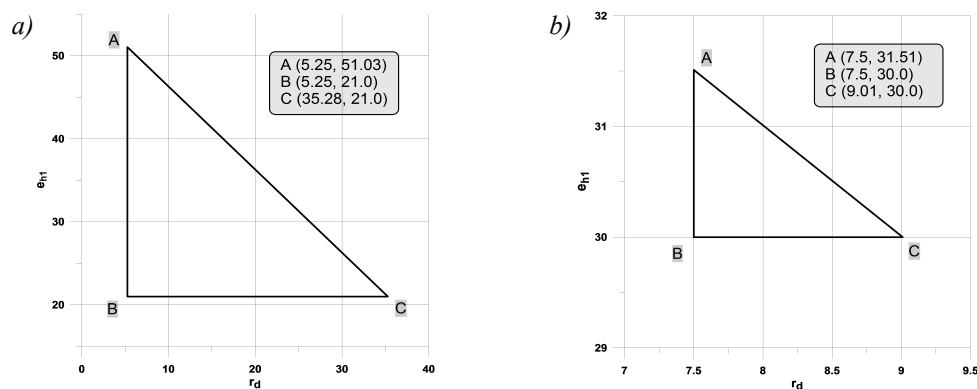 a)
A
A (5.25, 51.03)
B (5.25, 21.0)
C (35.28, 21.0)
50
40
30
20
e_h1
B
C
0
10
20
30
40
r_d
b)
32
A
A (7.5, 31.51)
B (7.5, 30.0)
C (9.01, 30.0)
31
30
29
e_h1
B
C
7
7.5
8
8.5
9
9.5
r_d